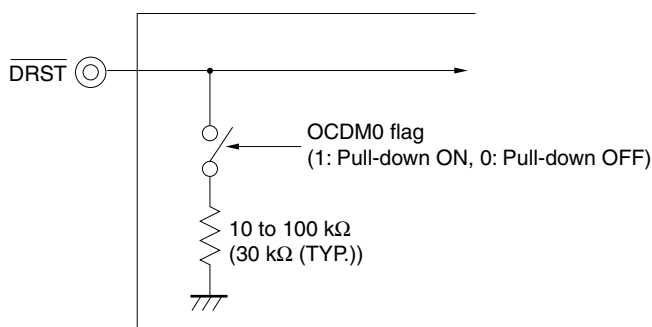 DRST
OCDM0 flag
(1: Pull-down ON, 0: Pull-down OFF)
10 to 100 kΩ
(30 kΩ (TYP.))